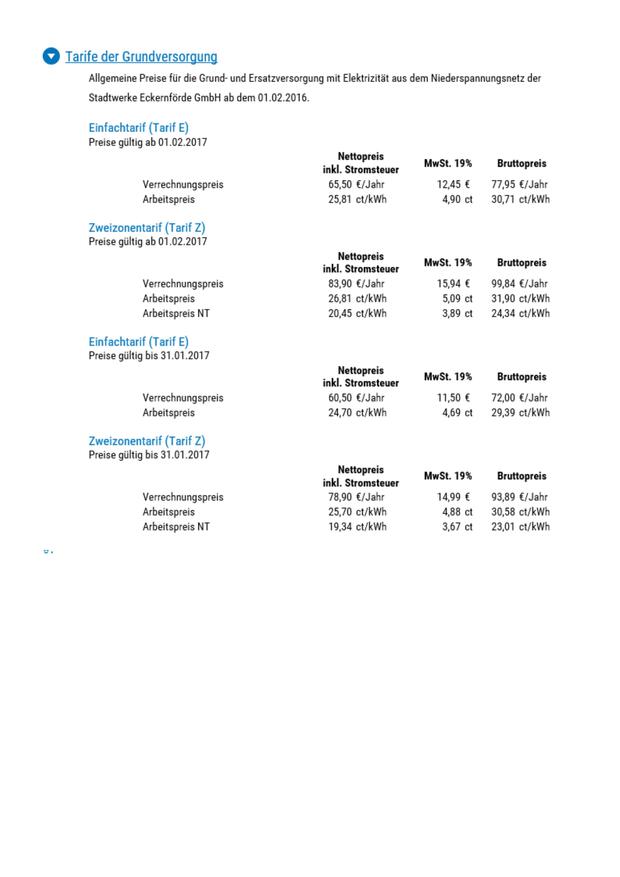 Tarife der Grundversorgung
Allgemeine Preise für die Grund- und Ersatzversorgung mit Elektrizität aus dem Niederspannungsnetz der
Stadtwerke Eckernförde GmbH ab dem 01.02.2016.
Einfachtarif (Tarif E)
Preise gültig ab 01.02.2017
Nettopreis
inkl. Stromsteuer MwSt. 19% Bruttopreis
Verrechnungspreis 65,50 €/Jahr 12,45 € 77,95 €/Jahr
Arbeitspreis 25,81 ct/kWh 4,90 ct 30,71 ct/kWh
Zweizonentarif (Tarif Z)
Preise gültig ab 01.02.2017
Nettopreis
inkl. Stromsteuer MwSt. 19% Bruttopreis
Verrechnungspreis 83,90 €/Jahr 15,94 € 99,84 €/Jahr
Arbeitspreis 26,81 ct/kWh 5,09 ct 31,90 ct/kWh
Arbeitspreis NT 20,45 ct/kWh 3,89 ct 24,34 ct/kWh
Einfachtarif (Tarif E)
Preise gültig bis 31.01.2017
Nettopreis
inkl. Stromsteuer MwSt. 19% Bruttopreis
Verrechnungspreis 60,50 €/Jahr 11,50 € 72,00 €/Jahr
Arbeitspreis 24,70 ct/kWh 4,69 ct 29,39 ct/kWh
Zweizonentarif (Tarif Z)
Preise gültig bis 31.01.2017
Nettopreis
inkl. Stromsteuer MwSt. 19% Bruttopreis
Verrechnungspreis 78,90 €/Jahr 14,99 € 93,89 €/Jahr
Arbeitspreis 25,70 ct/kWh 4,88 ct 30,58 ct/kWh
Arbeitspreis NT 19,34 ct/kWh 3,67 ct 23,01 ct/kWh